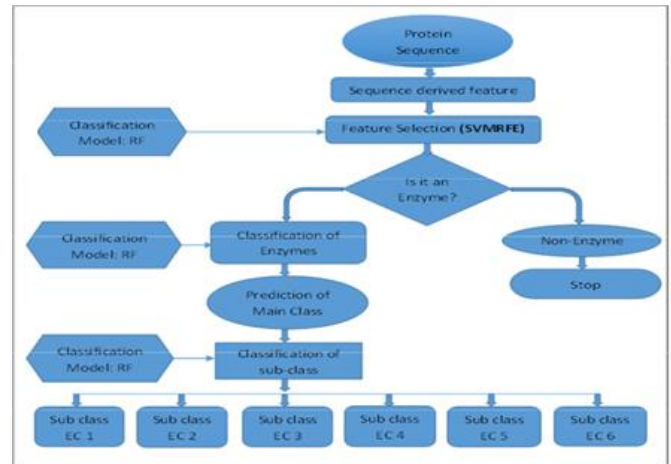 Protein
Sequence
Sequence derived feature
Classification
Model: RF
Feature Selection (SVMRFE)
Is it an
Enzyme?
Classification
Model: RF
Classification of
Enzymes
Non-Enzyme
Stop
Prediction of
Main Class
Classification
Model: RF
Classification of
sub-class
Sub class
EC 1
Sub class
EC 2
Sub class
EC 3
Sub class
EC 4
Sub class
EC 5
Sub class
EC 6